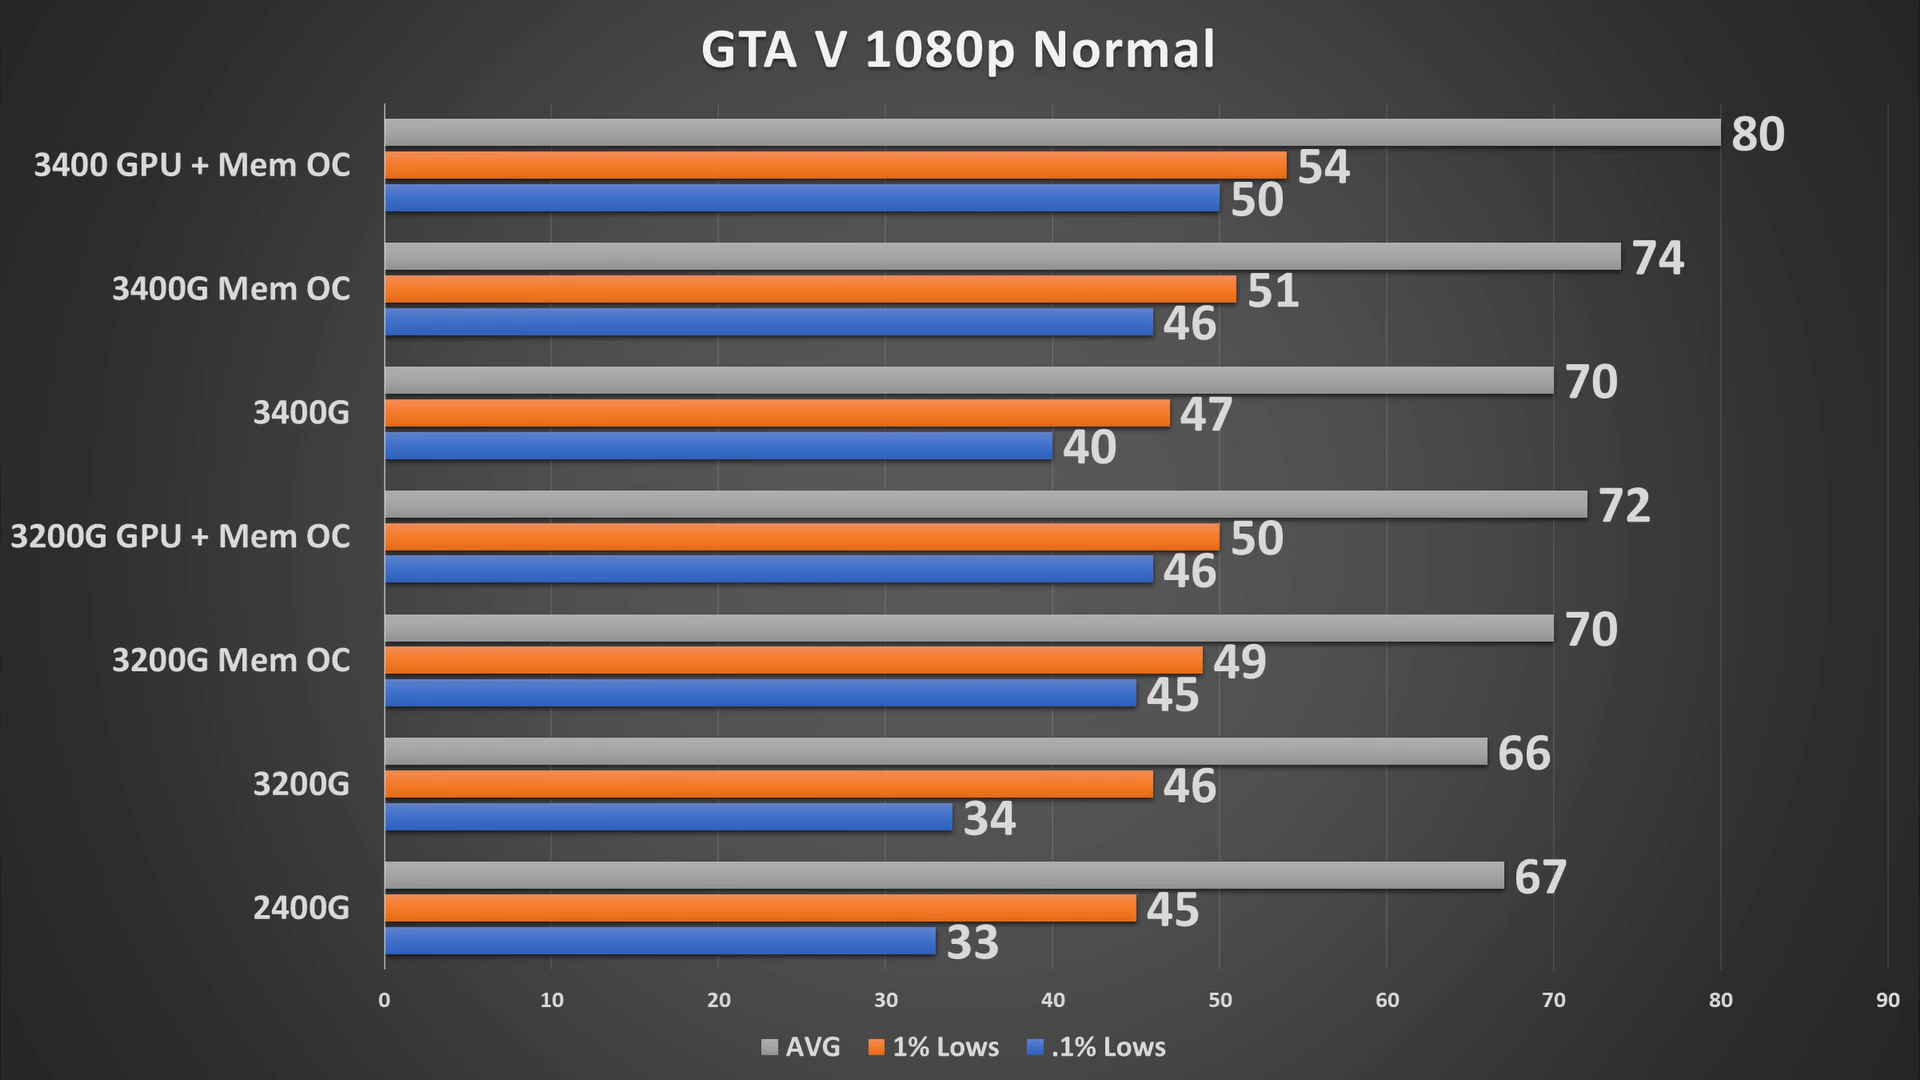 GTA V 1080p Normal
3400 GPU + Mem OC
80
54
50
3400G Mem OC
74
51
46
3400G
70
47
40
3200G GPU + Mem OC
72
50
46
3200G Mem OC
70
49
45
3200G
66
46
34
2400G
67
45
33
0 10 20 30 40 50 60 70 80 90
AVG 1% Lows .1% Lows